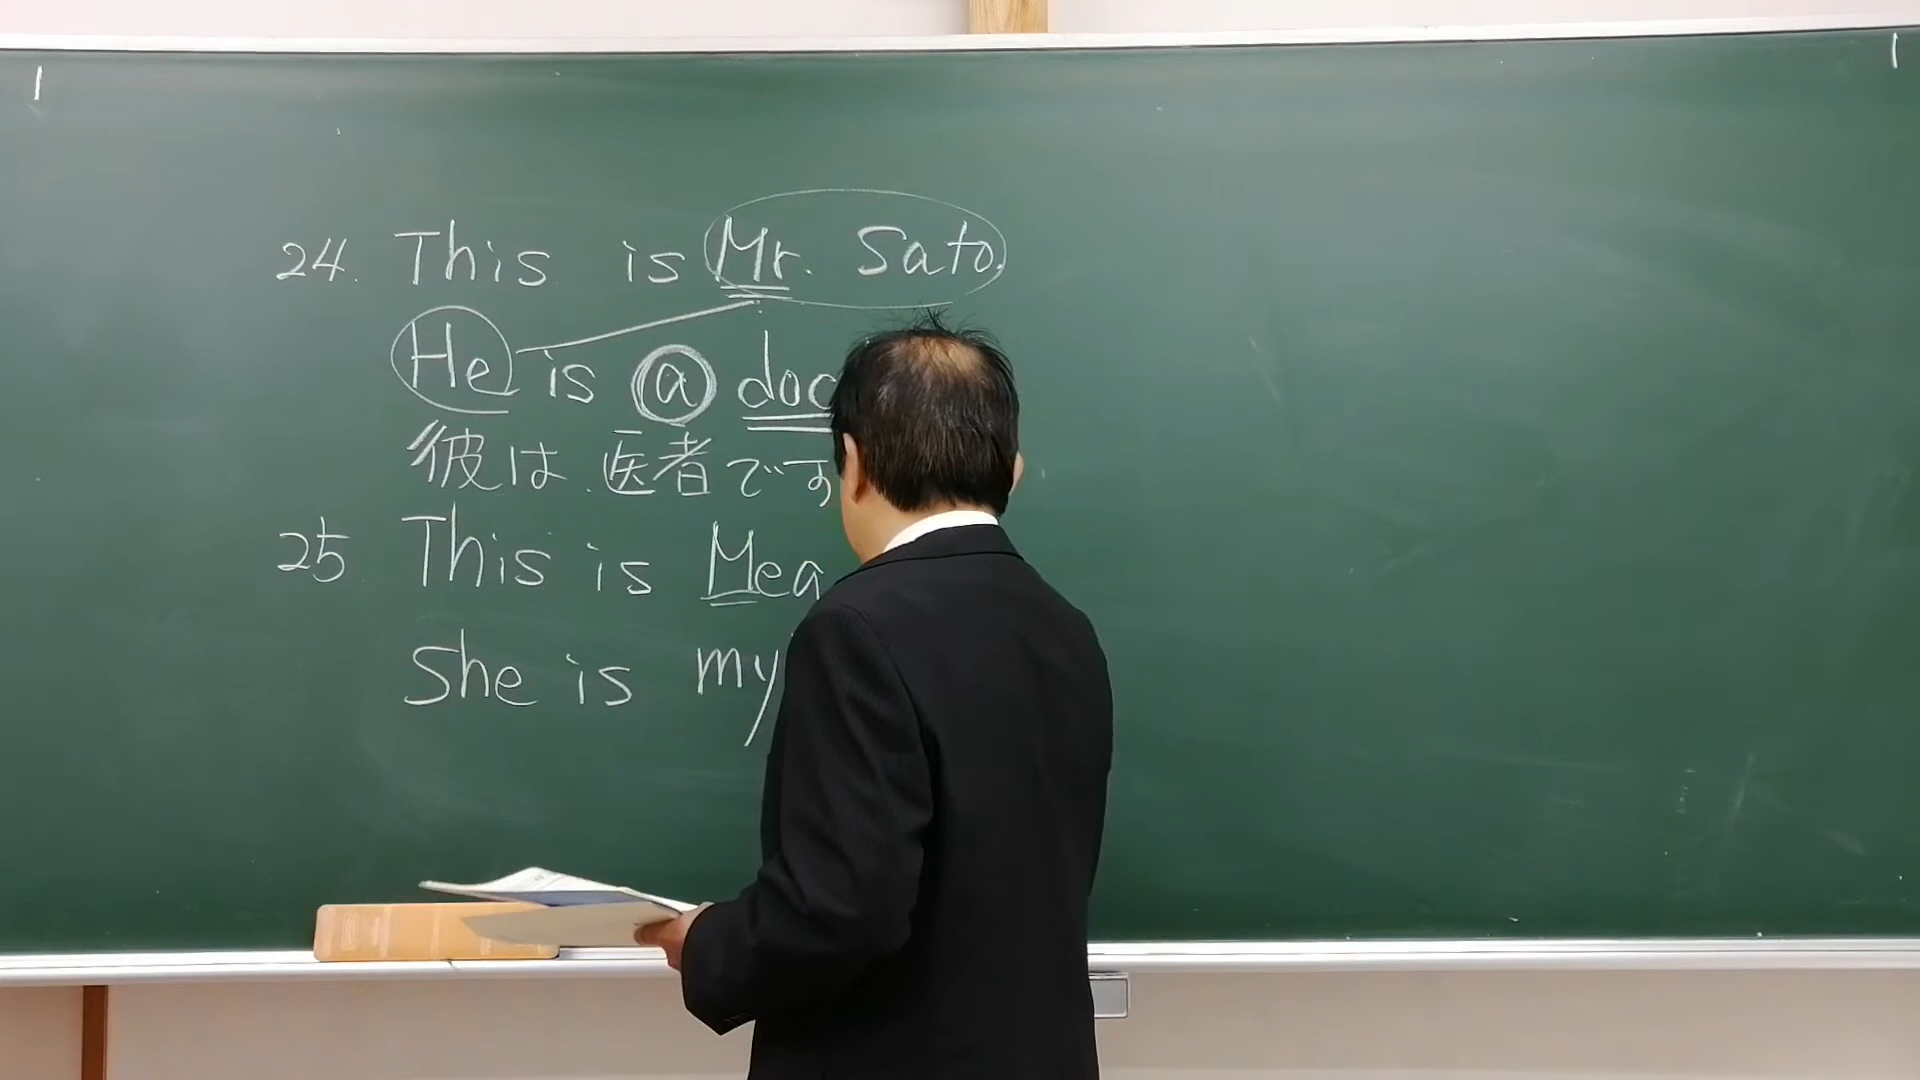 24. This is Mr. Sato.
He is a doc
彼は医者です
25 This is Mea
She is my